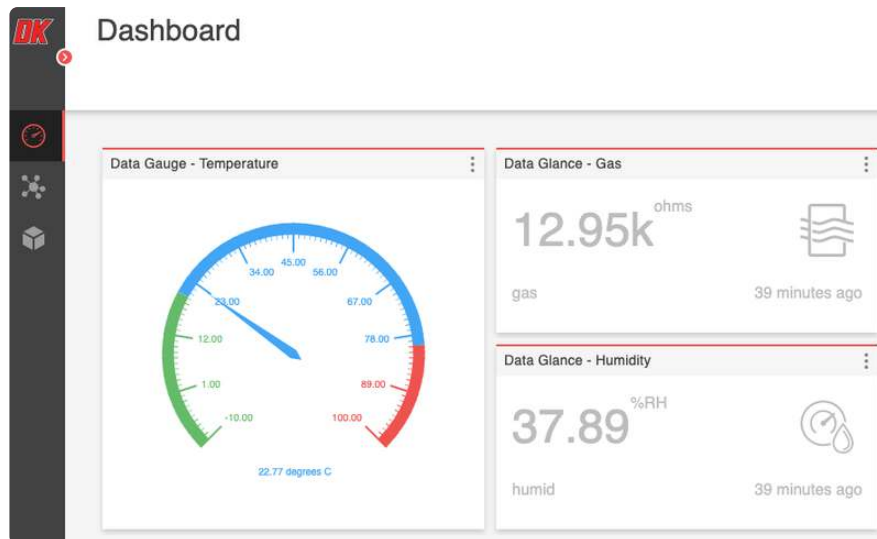 DK
Dashboard
Data Gauge - Temperature
-10.00
1.00
12.00
23.00
34.00
45.00
56.00
67.00
78.00
89.00
100.00
22.77 degrees C
Data Glance - Gas
12.95k ohms
gas
39 minutes ago
Data Glance - Humidity
37.89 %RH
humid
39 minutes ago